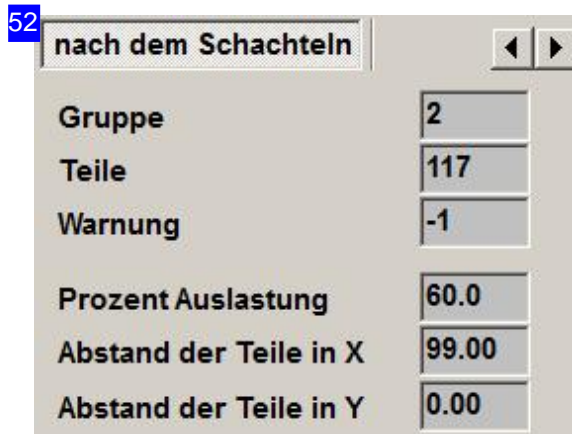 52
nach dem Schachteln
Gruppe 2
Teile 117
Warnung -1
Prozent Auslastung 60.0
Abstand der Teile in X 99.00
Abstand der Teile in Y 0.00